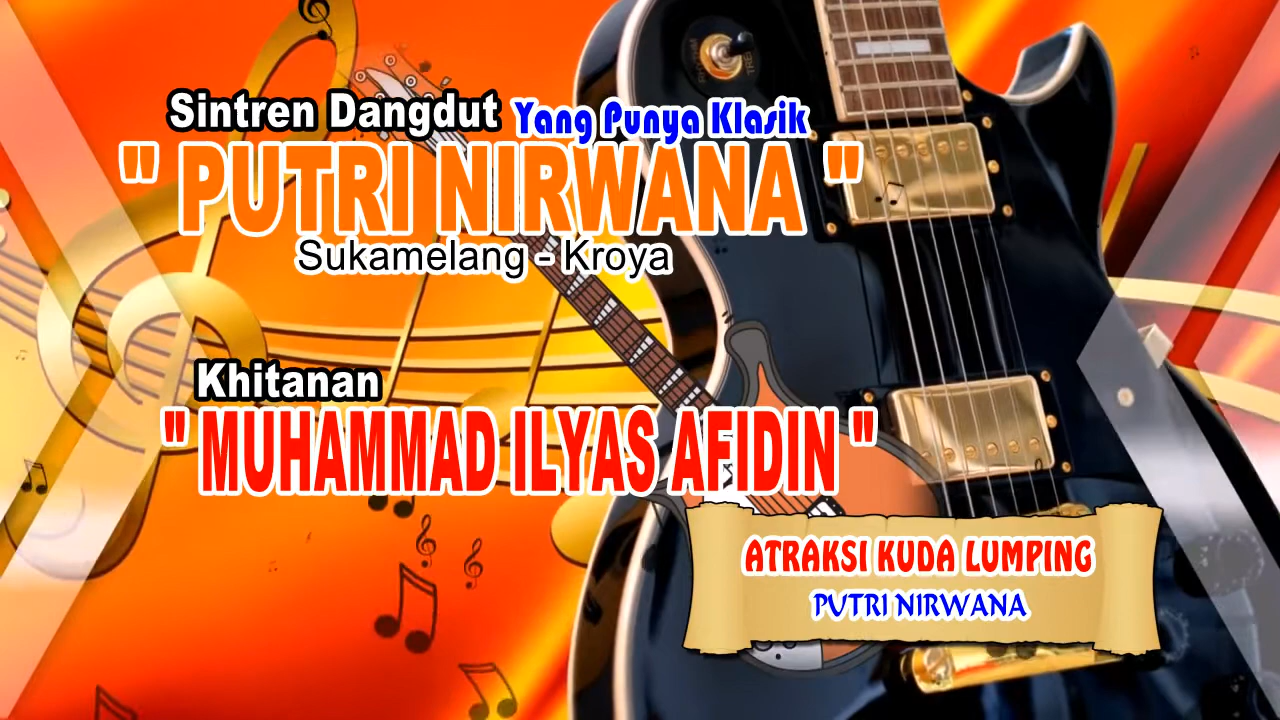 Sintren Dangdut Yang Punya Klasik
" PUTRI NIRWANA "
Sukamelang - Kroya
Khitanan
" MUHAMMAD ILYAS AFIDIN "
ATRAKSI KUDA LUMPING
PUTRI NIRWANA